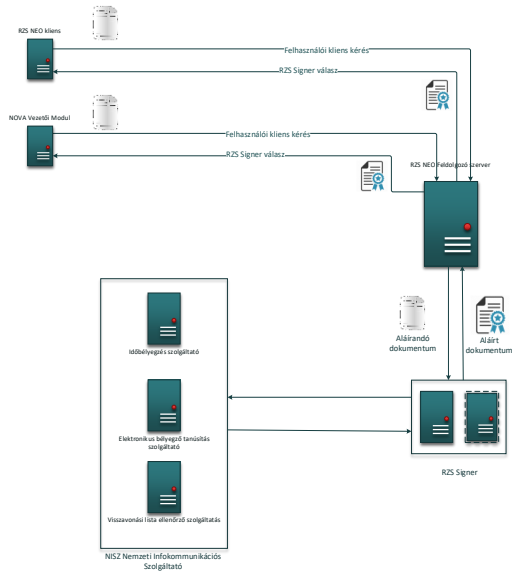 RZS NEO kliens
Felhasználói kliens kérés
RZS Signer válasz
NOVA Vezetői Modul
Felhasználói kliens kérés
RZS Signer válasz
RZS NEO Feldolgozó szerver
Aláírandó
dokumentum
Aláírt
dokumentum
Időbélyegzés szolgáltató
Elektronikus bélyegző tanúsítás
szolgáltató
Visszavonási lista ellenőrző szolgáltatás
RZS Signer
NISZ Nemzeti Infokommunikációs
Szolgáltató